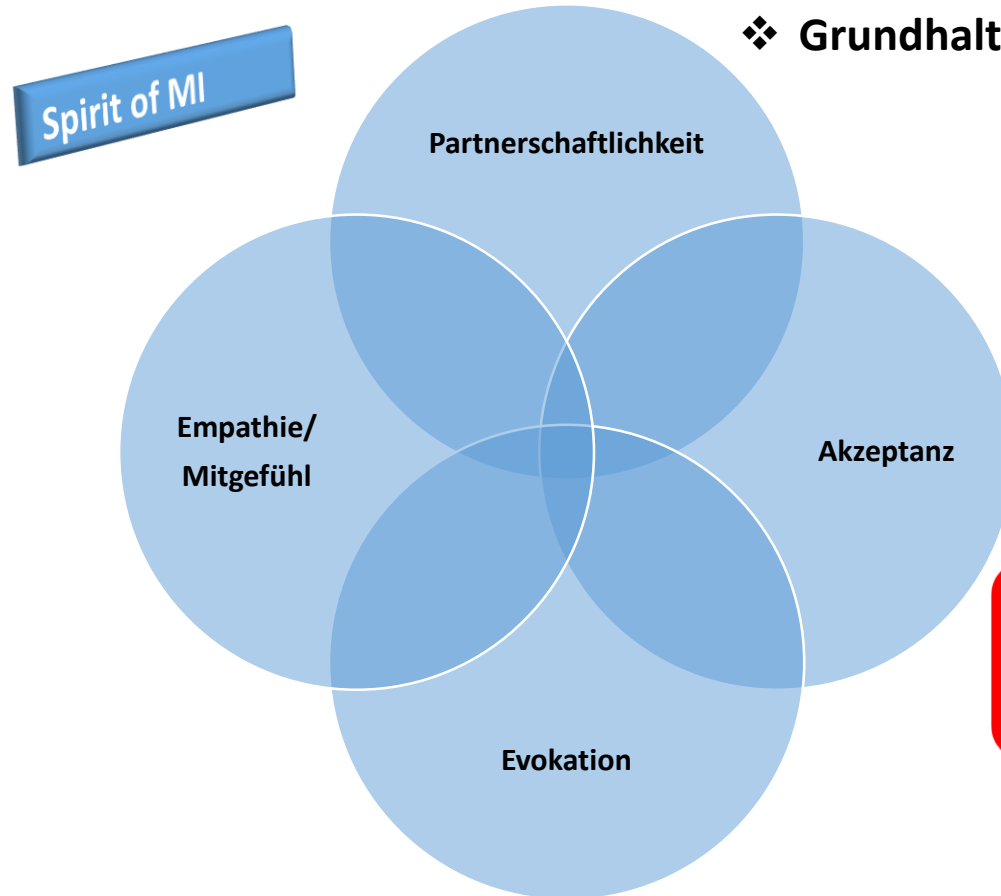 Spirit of MI
❖ Grundhalt
Partnerschaftlichkeit
Empathie/
Mitgefühl
Akzeptanz
Evokation